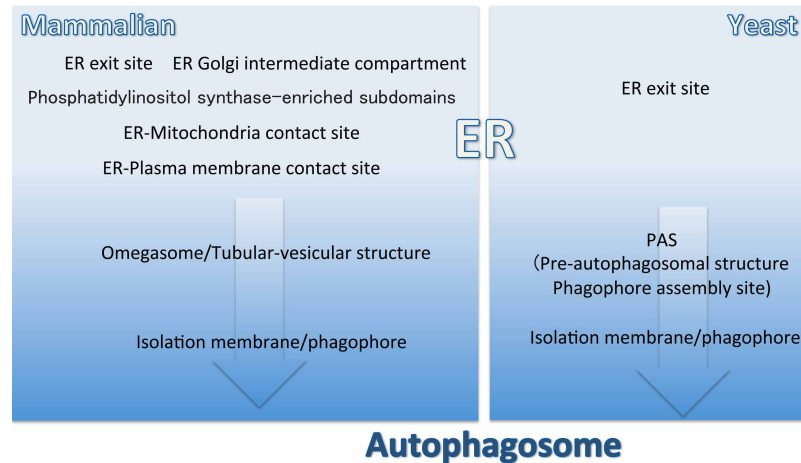 Mammalian
ER exit site ER Golgi intermediate compartment
Phosphatidylinositol synthase-enriched subdomains
ER-Mitochondria contact site
ER-Plasma membrane contact site
Omegasome/Tubular-vesicular structure
Isolation membrane/phagophore
ER
Yeast
ER exit site
PAS
(Pre-autophagosomal structure
Phagophore assembly site)
Isolation membrane/phagophore
Autophagosome